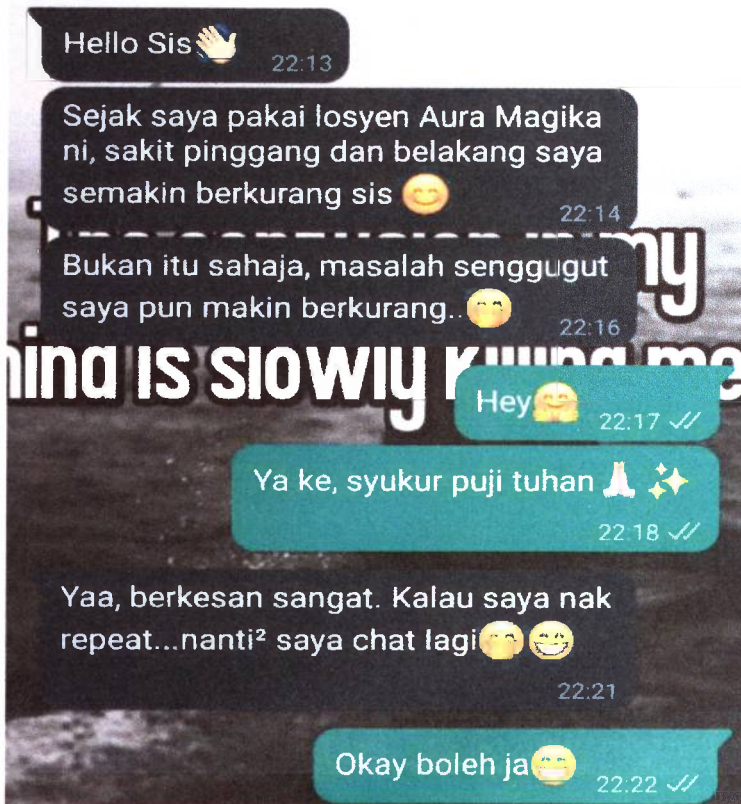 Hello Sis👋🏻
22:13
Sejak saya pakai losyen Aura Magika
ni, sakit pinggang dan belakang saya
semakin berkurang sis 😊
22:14
Bukan itu sahaja, masalah senggugut
saya pun makin berkurang..🤭
22:16
my
is slowly killing me
Hey🤗
22:17
Ya ke, syukur puji tuhan 🙏🏻 ✨
22:18
Yaa, berkesan sangat. Kalau saya nak
repeat...nanti² saya chat lagi🤭😁
22:21
Okay boleh ja😁
22:22